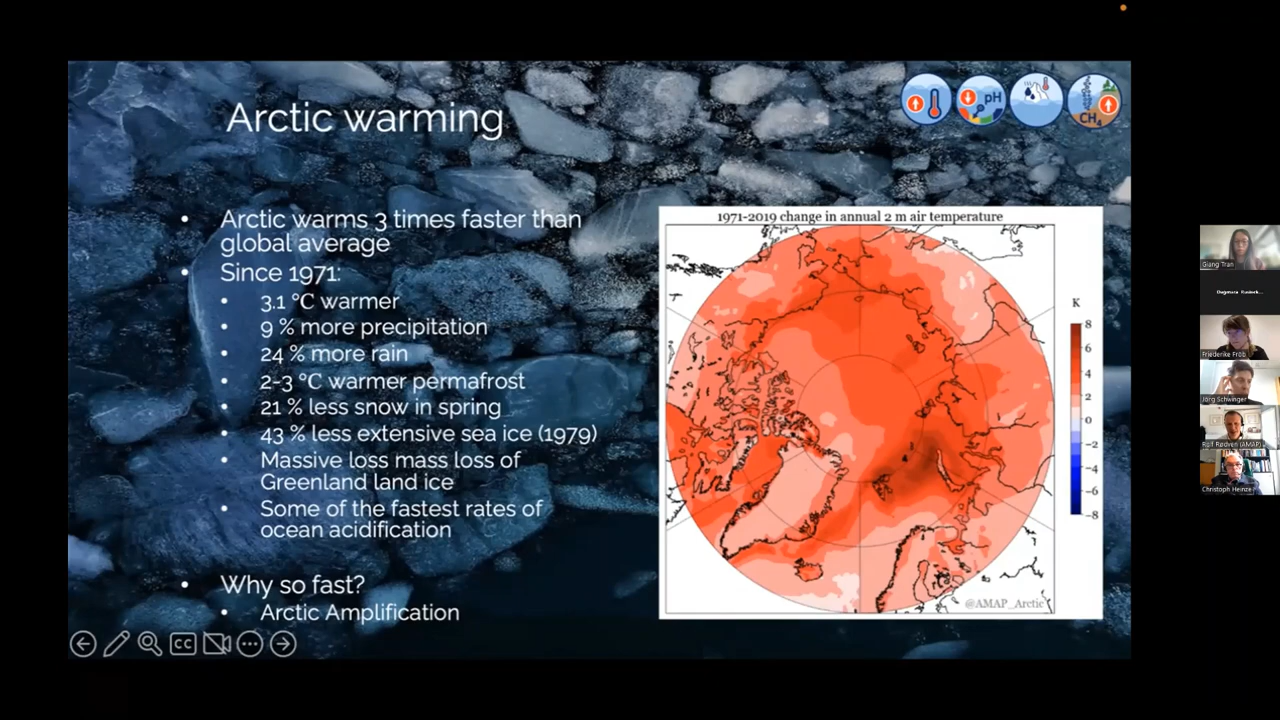 Arctic warming
pH
CH4
• Arctic warms 3 times faster than
global average
• Since 1971:
• 3.1 °C warmer
• 9 % more precipitation
• 24 % more rain
• 2-3 °C warmer permafrost
• 21 % less snow in spring
• 43 % less extensive sea ice (1979)
• Massive loss mass loss of
Greenland land ice
• Some of the fastest rates of
ocean acidification
• Why so fast?
• Arctic Amplification
1971-2019 change in annual 2 m air temperature
K
8
6
4
2
0
-2
-4
-6
-8
@AMAP_Arctic
CC
Giang Tran
Friederike Fröb
Jörg Schwinger
Rolf Rødven (AMAP)
Christoph Heinze